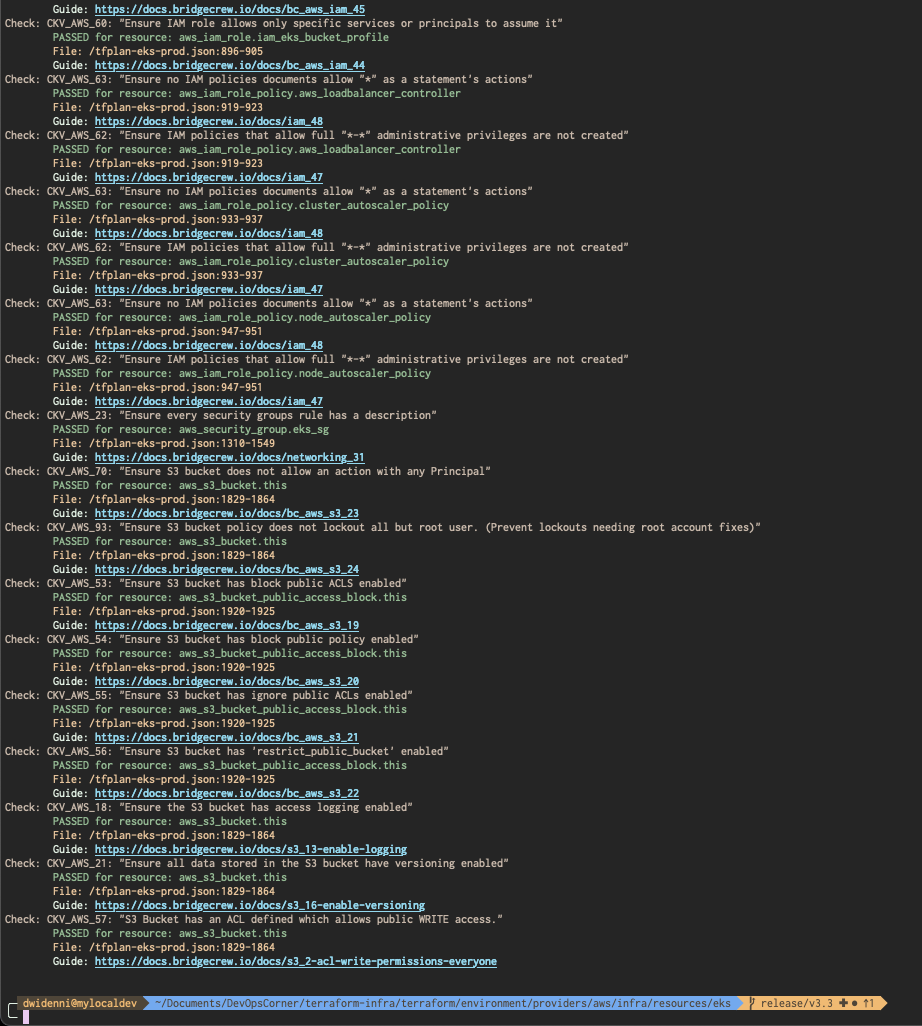 Guide: https://docs.bridgecrew.io/docs/bc_aws_iam_45
Check: CKV_AWS_60: "Ensure IAM role allows only specific services or principals to assume it"
PASSED for resource: aws_iam_role.iam_eks_bucket_profile
File: /tfplan-eks-prod.json:896-905
Guide: https://docs.bridgecrew.io/docs/bc_aws_iam_44
Check: CKV_AWS_63: "Ensure no IAM policies documents allow "*" as a statement's actions"
PASSED for resource: aws_iam_role_policy.aws_loadbalancer_controller
File: /tfplan-eks-prod.json:919-923
Guide: https://docs.bridgecrew.io/docs/iam_48
Check: CKV_AWS_62: "Ensure IAM policies that allow full "*-*" administrative privileges are not created"
PASSED for resource: aws_iam_role_policy.aws_loadbalancer_controller
File: /tfplan-eks-prod.json:919-923
Guide: https://docs.bridgecrew.io/docs/iam_47
Check: CKV_AWS_63: "Ensure no IAM policies documents allow "*" as a statement's actions"
PASSED for resource: aws_iam_role_policy.cluster_autoscaler_policy
File: /tfplan-eks-prod.json:933-937
Guide: https://docs.bridgecrew.io/docs/iam_48
Check: CKV_AWS_62: "Ensure IAM policies that allow full "*-*" administrative privileges are not created"
PASSED for resource: aws_iam_role_policy.cluster_autoscaler_policy
File: /tfplan-eks-prod.json:933-937
Guide: https://docs.bridgecrew.io/docs/iam_47
Check: CKV_AWS_63: "Ensure no IAM policies documents allow "*" as a statement's actions"
PASSED for resource: aws_iam_role_policy.node_autoscaler_policy
File: /tfplan-eks-prod.json:947-951
Guide: https://docs.bridgecrew.io/docs/iam_48
Check: CKV_AWS_62: "Ensure IAM policies that allow full "*-*" administrative privileges are not created"
PASSED for resource: aws_iam_role_policy.node_autoscaler_policy
File: /tfplan-eks-prod.json:947-951
Guide: https://docs.bridgecrew.io/docs/iam_47
Check: CKV_AWS_23: "Ensure every security groups rule has a description"
PASSED for resource: aws_security_group.eks_sg
File: /tfplan-eks-prod.json:1310-1549
Guide: https://docs.bridgecrew.io/docs/networking_31
Check: CKV_AWS_70: "Ensure S3 bucket does not allow an action with any Principal"
PASSED for resource: aws_s3_bucket.this
File: /tfplan-eks-prod.json:1829-1864
Guide: https://docs.bridgecrew.io/docs/bc_aws_s3_23
Check: CKV_AWS_93: "Ensure S3 bucket policy does not lockout all but root user. (Prevent lockouts needing root account fixes)"
PASSED for resource: aws_s3_bucket.this
File: /tfplan-eks-prod.json:1829-1864
Guide: https://docs.bridgecrew.io/docs/bc_aws_s3_24
Check: CKV_AWS_53: "Ensure S3 bucket has block public ACLS enabled"
PASSED for resource: aws_s3_bucket_public_access_block.this
File: /tfplan-eks-prod.json:1920-1925
Guide: https://docs.bridgecrew.io/docs/bc_aws_s3_19
Check: CKV_AWS_54: "Ensure S3 bucket has block public policy enabled"
PASSED for resource: aws_s3_bucket_public_access_block.this
File: /tfplan-eks-prod.json:1920-1925
Guide: https://docs.bridgecrew.io/docs/bc_aws_s3_20
Check: CKV_AWS_55: "Ensure S3 bucket has ignore public ACLs enabled"
PASSED for resource: aws_s3_bucket_public_access_block.this
File: /tfplan-eks-prod.json:1920-1925
Guide: https://docs.bridgecrew.io/docs/bc_aws_s3_21
Check: CKV_AWS_56: "Ensure S3 bucket has 'restrict_public_bucket' enabled"
PASSED for resource: aws_s3_bucket_public_access_block.this
File: /tfplan-eks-prod.json:1920-1925
Guide: https://docs.bridgecrew.io/docs/bc_aws_s3_22
Check: CKV_AWS_18: "Ensure the S3 bucket has access logging enabled"
PASSED for resource: aws_s3_bucket.this
File: /tfplan-eks-prod.json:1829-1864
Guide: https://docs.bridgecrew.io/docs/s3_13-enable-logging
Check: CKV_AWS_21: "Ensure all data stored in the S3 bucket have versioning enabled"
PASSED for resource: aws_s3_bucket.this
File: /tfplan-eks-prod.json:1829-1864
Guide: https://docs.bridgecrew.io/docs/s3_16-enable-versioning
Check: CKV_AWS_57: "S3 Bucket has an ACL defined which allows public WRITE access."
PASSED for resource: aws_s3_bucket.this
File: /tfplan-eks-prod.json:1829-1864
Guide: https://docs.bridgecrew.io/docs/s3_2-acl-write-permissions-everyone
dwidenni@mylocaldev ~/Documents/DevOpsCorner/terraform-infra/terraform/environment/providers/aws/infra/resources/eks release/v3.3 ✚ ● ↑1